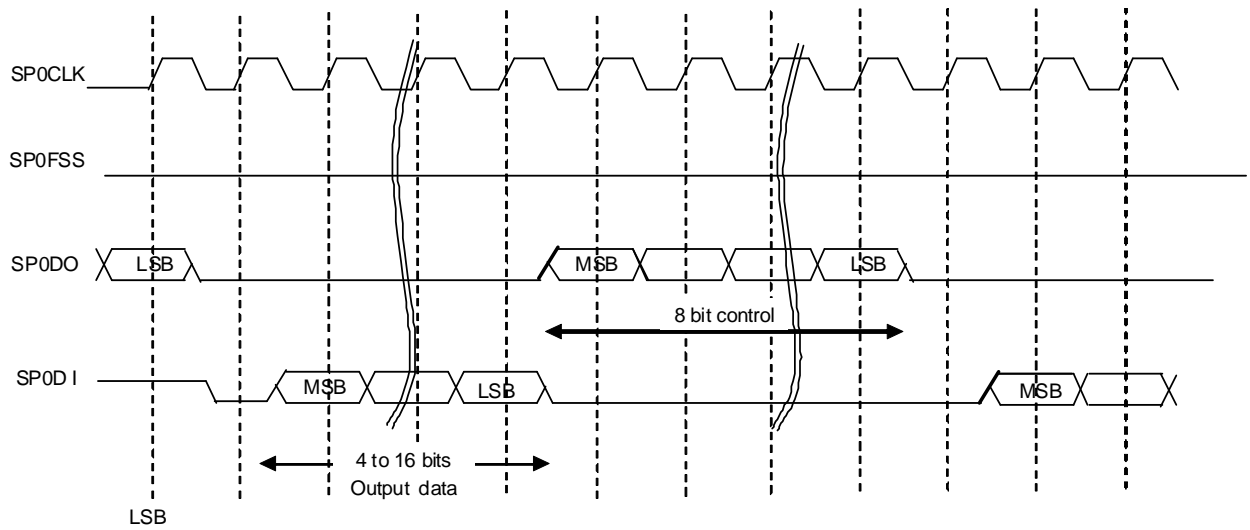 SP0CLK
SP0FSS
SP0DO
LSB
MSB
LSB
8 bit control
SP0D I
MSB
LSB
MSB
4 to 16 bits
Output data
LSB